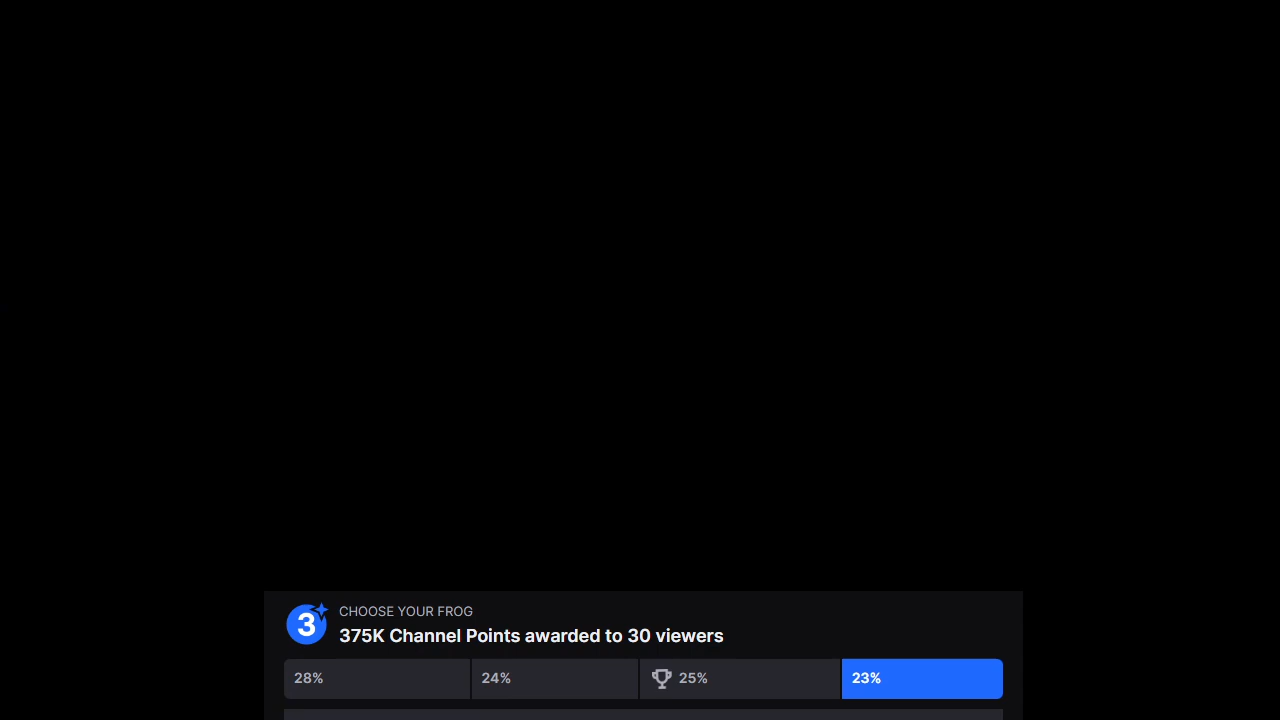 3
CHOOSE YOUR FROG
375K Channel Points awarded to 30 viewers
28% 24% 25% 23%